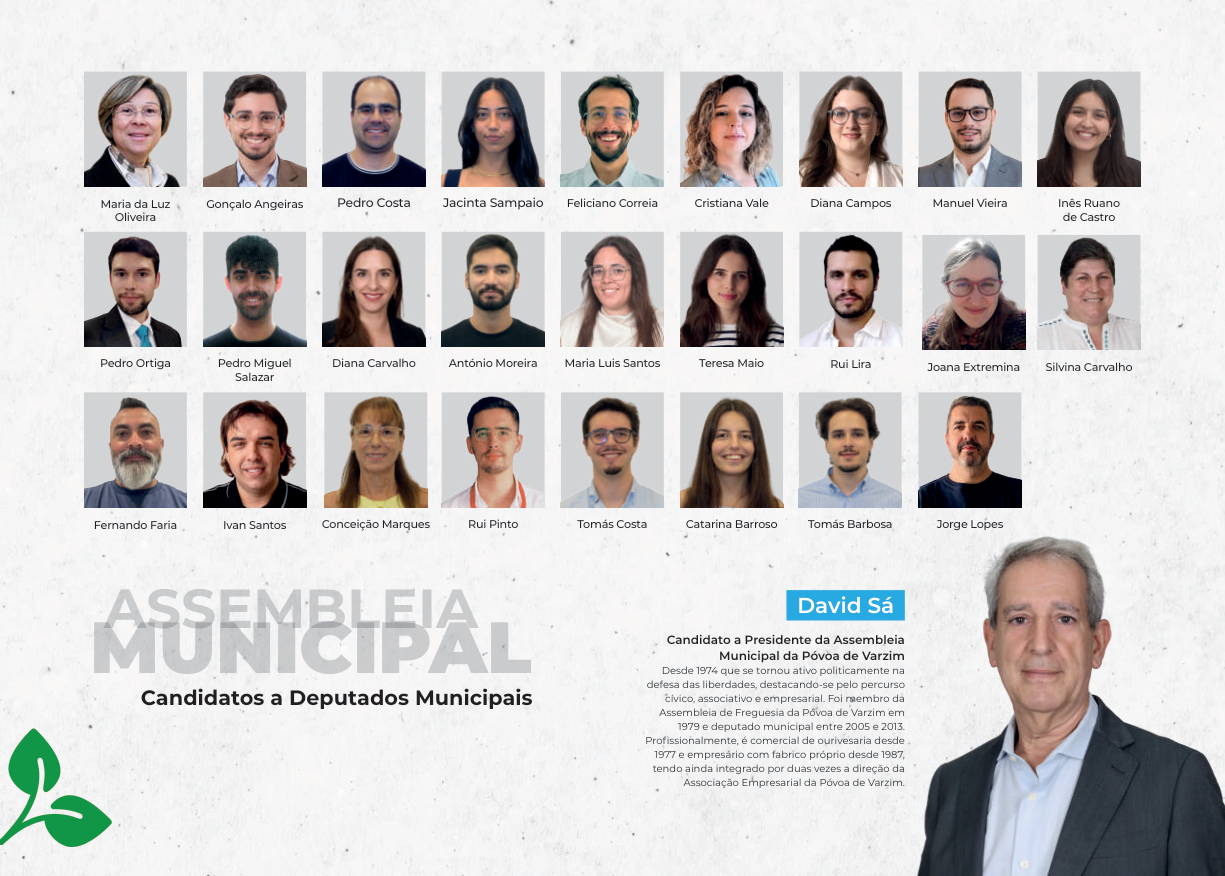 Maria da Luz
Oliveira
Gonçalo Angeiras
Pedro Costa
Jacinta Sampaio
Feliciano Correia
Cristiana Vale
Diana Campos
Manuel Vieira
Inês Ruano
de Castro
Pedro Ortiga
Pedro Miguel
Salazar
Diana Carvalho
António Moreira
Maria Luis Santos
Teresa Maio
Rui Lira
Joana Extremina
Silvina Carvalho
Fernando Faria
Ivan Santos
Conceição Marques
Rui Pinto
Tomás Costa
Catarina Barroso
Tomás Barbosa
Jorge Lopes
ASSEMBLEIA
MUNICIPAL
Candidatos a Deputados Municipais
David Sá
Candidato a Presidente da Assembleia
Municipal da Póvoa de Varzim
Desde 1974 que se tornou ativo politicamente na
defesa das liberdades, destacando-se pelo percurso
cívico, associativo e empresarial. Foi membro da
Assembleia de Freguesia da Póvoa de Varzim em
1979 e deputado municipal entre 2005 e 2013.
Profissionalmente, é comercial de ourivesaria desde
1977 e empresário com fabrico próprio desde 1987,
tendo ainda integrado por duas vezes a direção da
Associação Empresarial da Póvoa de Varzim.